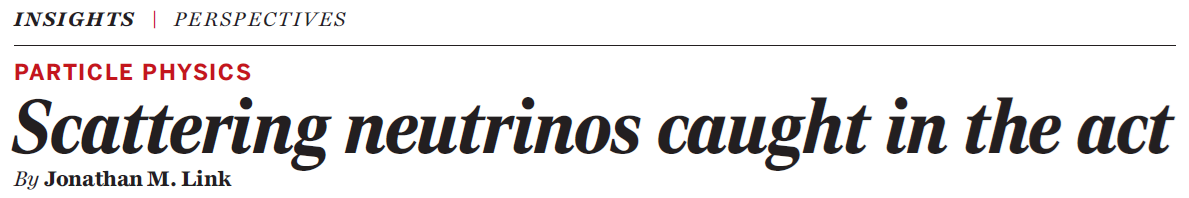 INSIGHTS | PERSPECTIVES
PARTICLE PHYSICS
Scattering neutrinos caught in the act
By Jonathan M. Link